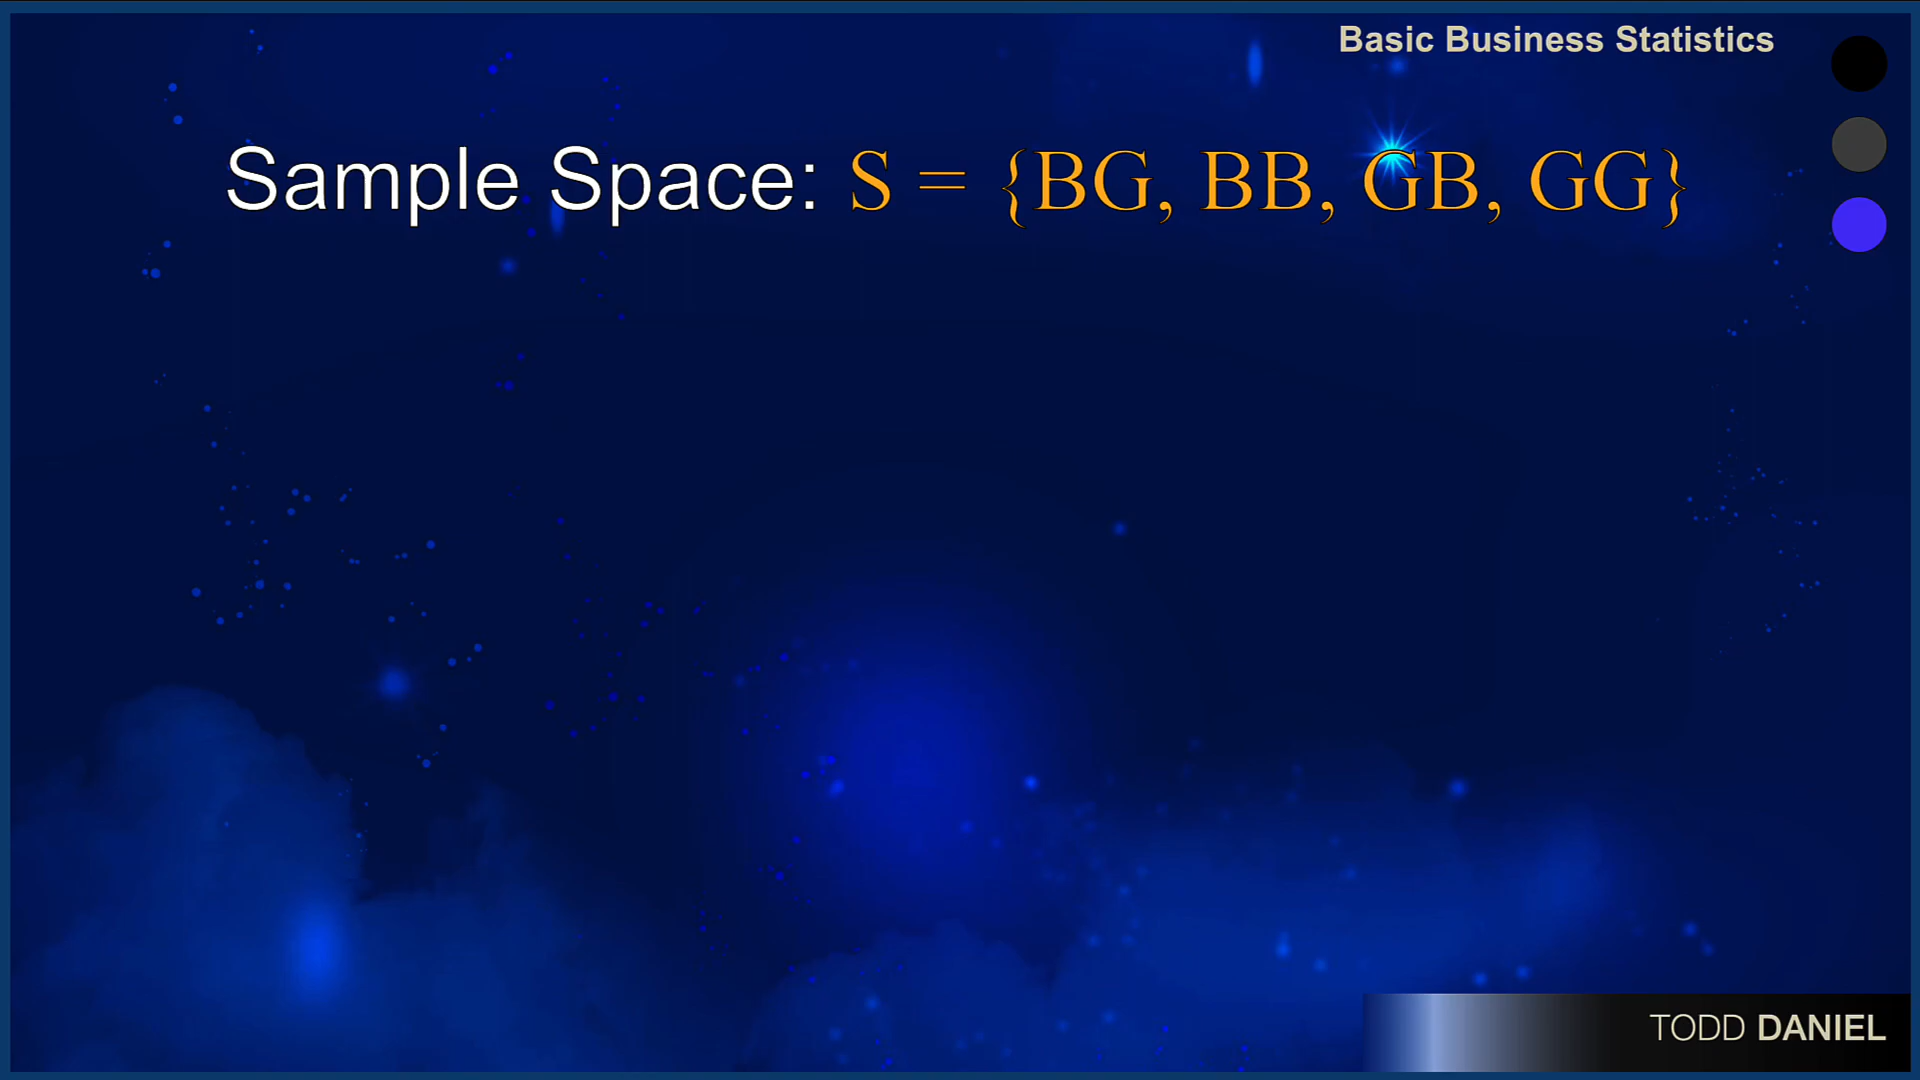 Basic Business Statistics
Sample Space: S = {BG, BB, GB, GG}
TODD DANIEL